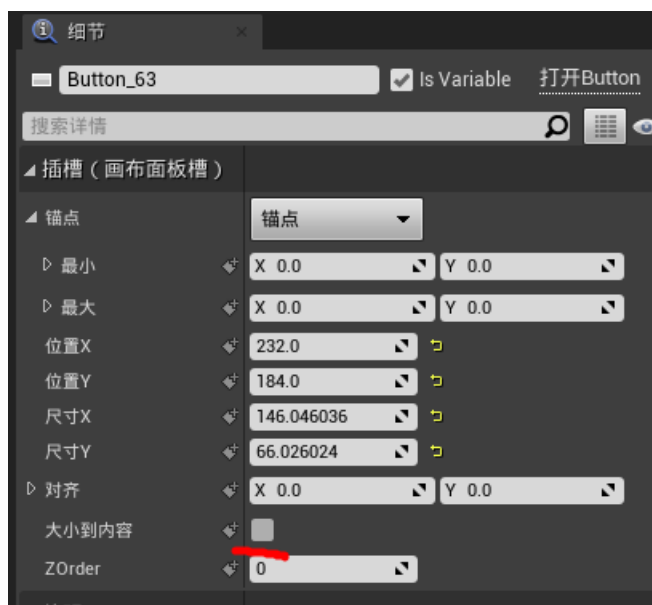 细节
Button_63 Is Variable 打开Button
搜索详情
插槽（画布面板槽）
锚点 锚点
最小 X 0.0 Y 0.0
最大 X 0.0 Y 0.0
位置X 232.0
位置Y 184.0
尺寸X 146.046036
尺寸Y 66.026024
对齐 X 0.0 Y 0.0
大小到内容
ZOrder 0